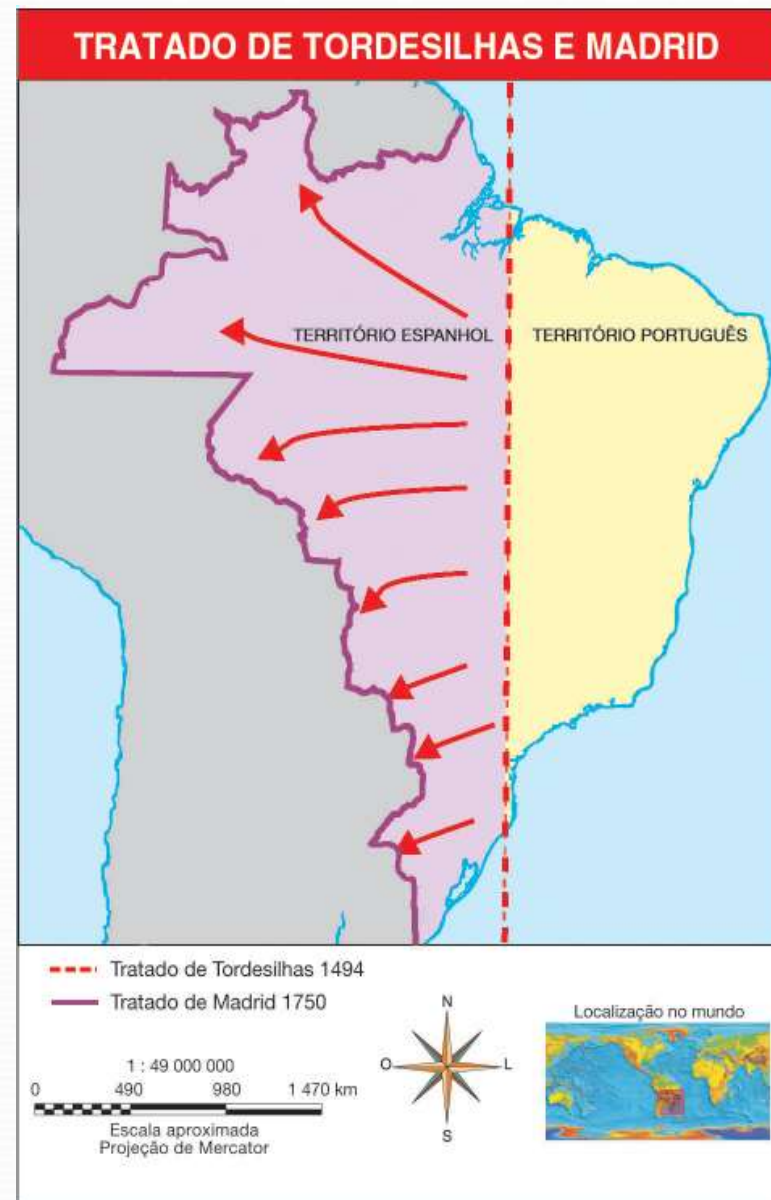 TRATADO DE TORDESILHAS E MADRID
TERRITÓRIO ESPANHOL
TERRITÓRIO PORTUGUÊS
Tratado de Tordesilhas 1494
Tratado de Madrid 1750
1 : 49 000 000
0 490 980 1 470 km
Escala aproximada
Projeção de Mercator
N
O
L
S
Localização no mundo